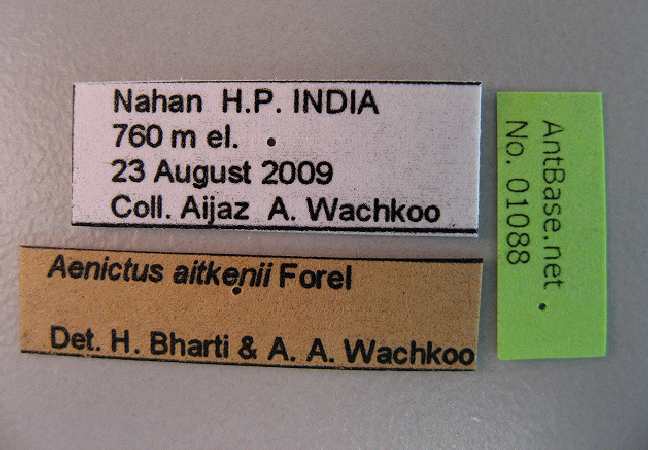 Nahan H.P. INDIA
760 m el.
23 August 2009
Coll. Aijaz A. Wachkoo
Aenictus aitkenii Forel
Det. H. Bharti & A. A. Wachkoo
AntBase.net
No. 01088